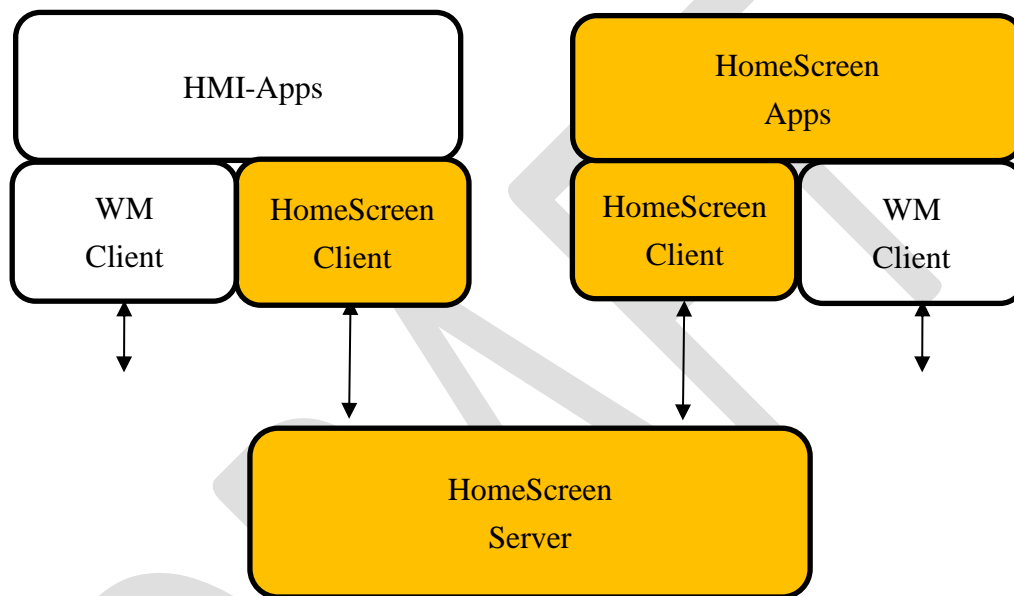 HMI-Apps
HomeScreen
Apps
WM
Client
HomeScreen
Client
HomeScreen
Client
WM
Client
HomeScreen
Server